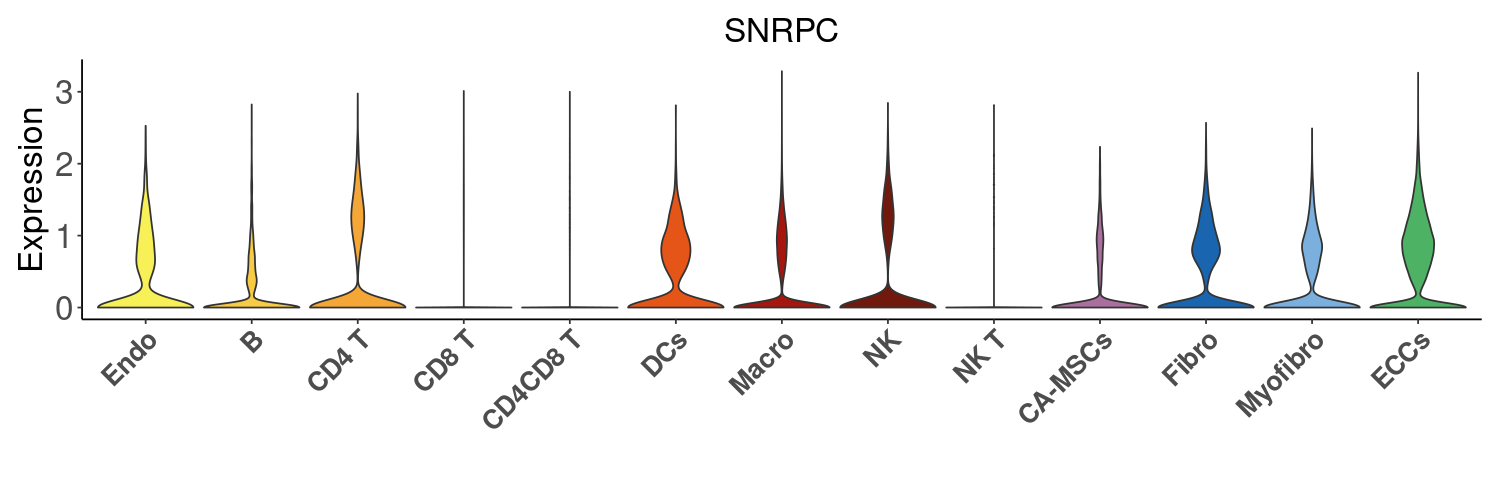 SNRPC
Expression
3
2
1
0
Endo
B
CD4 T
CD8 T
CD4CD8 T
DCs
Macro
NK
NK T
CA-MSCs
Fibro
Myofibro
ECCs